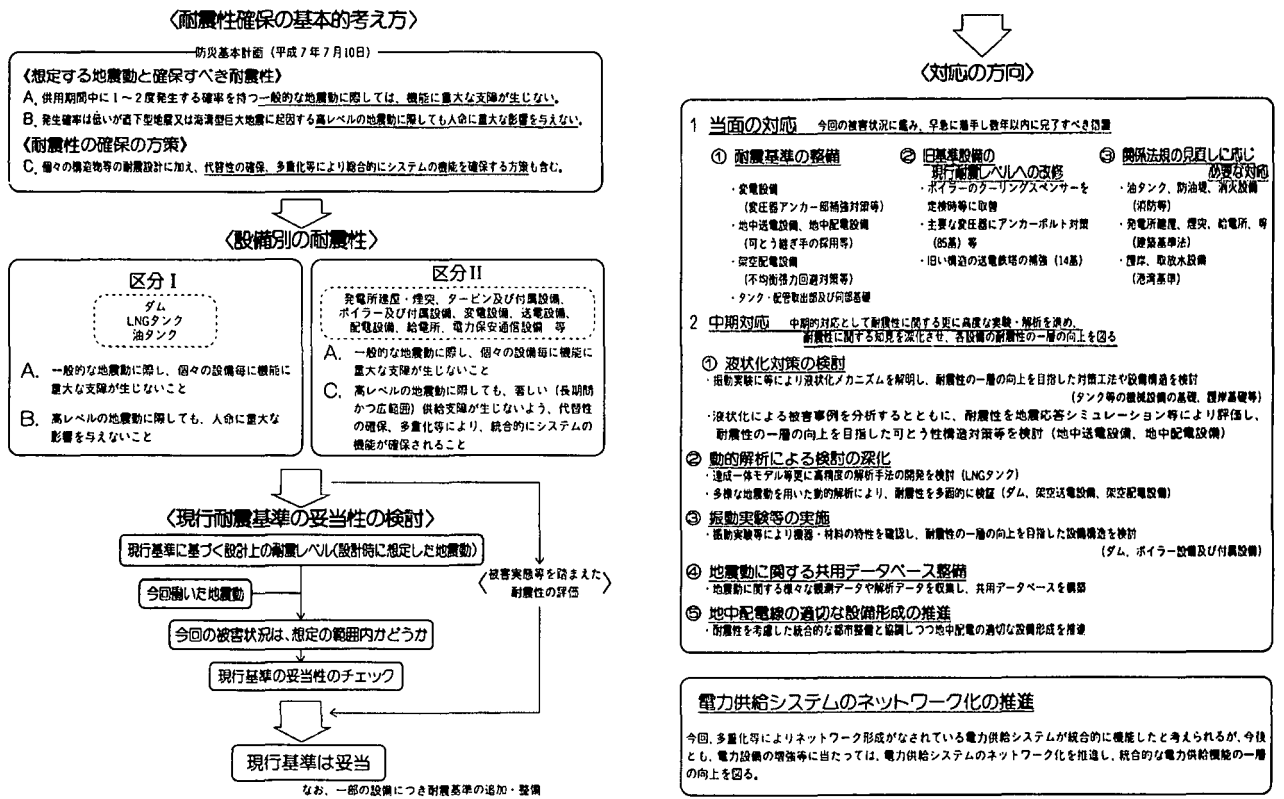 〈耐震性確保の基本的考え方〉
防災基本計画（平成７年７月10日）
〈想定する地震動と確保すべき耐震性〉
A. 供用期間中に１～２度発生する確率を持つ一般的な地震動に際しては、機能に重大な支障が生じない。
B. 発生確率は低いが直下型地震又は海溝型巨大地震に起因する高レベルの地震動に際しても人命に重大な影響を与えない。
〈耐震性の確保の方策〉
C. 個々の構造物等の耐震設計に加え、代替性の確保、多重化等により総合的にシステムの機能を確保する方策も含む。
〈設備別の耐震性〉
区分Ⅰ
ダム
LNGタンク
油タンク
A. 一般的な地震動に際し、個々の設備毎に機能に
重大な支障が生じないこと
B. 高レベルの地震動に際しても、人命に重大な
影響を与えないこと
区分II
発電所建屋・煙突、タービン及び付属設備、
ボイラー及び付属設備、変電設備、送電設備、
配電設備、給電所、電力保安通信設備 等
A. 一般的な地震動に際し、個々の設備毎に機能に
重大な支障が生じないこと
C. 高レベルの地震動に際しても、著しい（長期間
かつ広範囲）供給支障が生じないよう、代替性
の確保、多重化等により、統合的にシステムの
機能が確保されること
〈現行耐震基準の妥当性の検討〉
現行基準に基づく設計上の耐震レベル（設計時に想定した地震動）
今回働いた地震動
今回の被害状況は、想定の範囲内かどうか
現行基準の妥当性のチェック
〈被害実態等を踏まえた
耐震性の評価〉
現行基準は妥当
なお、一部の設備につき耐震基準の追加・整備
〈対応の方向〉
1 当面の対応 今回の被害状況に鑑み、早急に着手し数年以内に完了すべき措置
① 耐震基準の整備
・変電設備
（変圧器アンカー部補強対策等）
・地中送電設備、地中配電設備
（可とう継ぎ手の採用等）
・架空配電設備
（不均衡張力回避対策等）
・タンク・配管取出部及び同部基礎
② 旧基準設備の
現行耐震レベルへの改修
・ボイラーのクーリングスペンサーを
定検時等に取替
・主要な変圧器にアンカーボルト対策
（85基）等
・旧い構造の送電鉄塔の補強（14基）
③ 関係法規の見直しに応じ
必要な対応
・油タンク、防油堤、消火設備
（消防等）
・発電所建屋、煙突、給電所、等
（建築基準法）
・護岸、取放水設備
（港湾基準）
2 中期対応 中期的対応として耐震性に関する更に高度な実験・解析を進め、
耐震性に関する知見を深化させ、各設備の耐震性の一層の向上を図る
① 液状化対策の検討
・振動実験に等により液状化メカニズムを解明し、耐震性の一層の向上を目指した対策工法や設備構造を検討
（タンク等の機械設備の基礎、護岸基礎等）
・液状化による被害事例を分析するとともに、耐震性を地震応答シミュレーション等により評価し、
耐震性の一層の向上を目指した可とう性構造対策等を検討（地中送電設備、地中配電設備）
② 動的解析による検討の深化
・連成一体モデル等更に高精度の解析手法の開発を検討（LNGタンク）
・多様な地震動を用いた動的解析により、耐震性を多面的に検証（ダム、架空送電設備、架空配電設備）
③ 振動実験等の実施
・振動実験等により機器・材料の特性を確認し、耐震性の一層の向上を目指した設備構造を検討
（ダム、ボイラー設備及び付属設備）
④ 地震動に関する共用データベース整備
・地震動に関する様々な観測データや解析データを収集し、共用データベースを構築
⑤ 地中配電線の適切な設備形成の推進
・耐震性を考慮した統合的な都市整備と協調しつつ地中配電の適切な設備形成を推進
電力供給システムのネットワーク化の推進
今回、多重化等によりネットワーク形成がなされている電力供給システムが統合的に機能したと考えられるが、今後
とも、電力設備の増強等に当たっては、電力供給システムのネットワーク化を推進し、統合的な電力供給機能の一層
の向上を図る。